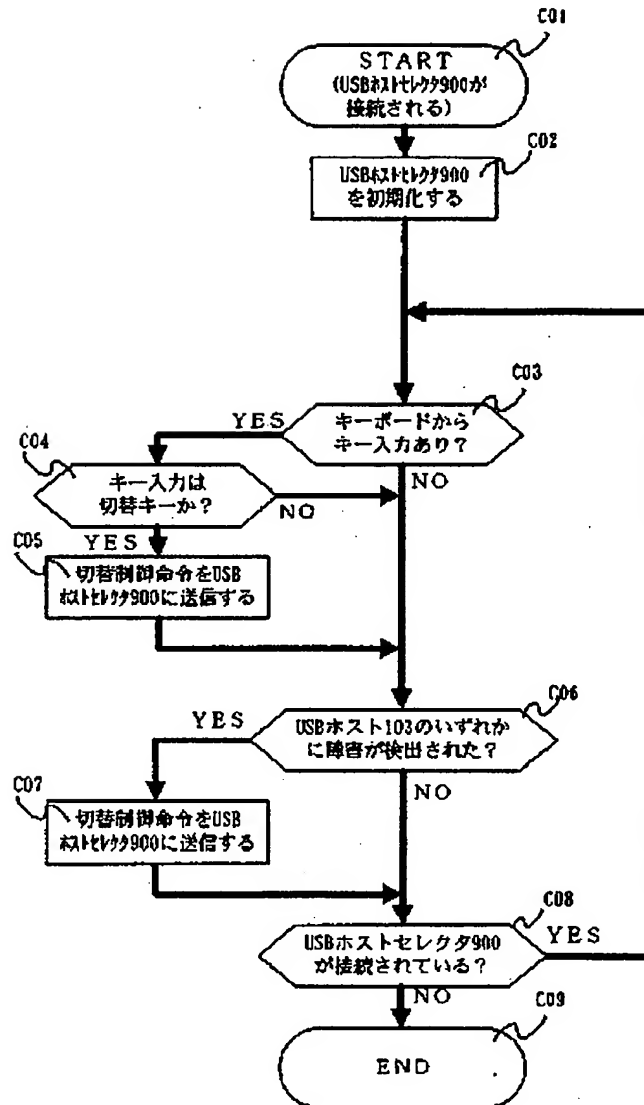 C01
START
(USBホストセレクタ900が
接続される)
C02
USBホストセレクタ900
を初期化する
C03
キーボードから
キー入力あり?
YES
NO
C04
キー入力は
切替キーか?
NO
YES
C05
切替制御命令をUSB
ホストセレクタ900に送信する
C06
USBホスト103のいずれか
に障害が検出された?
YES
NO
C07
切替制御命令をUSB
ホストセレクタ900に送信する
C08
USBホストセレクタ900
が接続されている?
YES
NO
C09
END